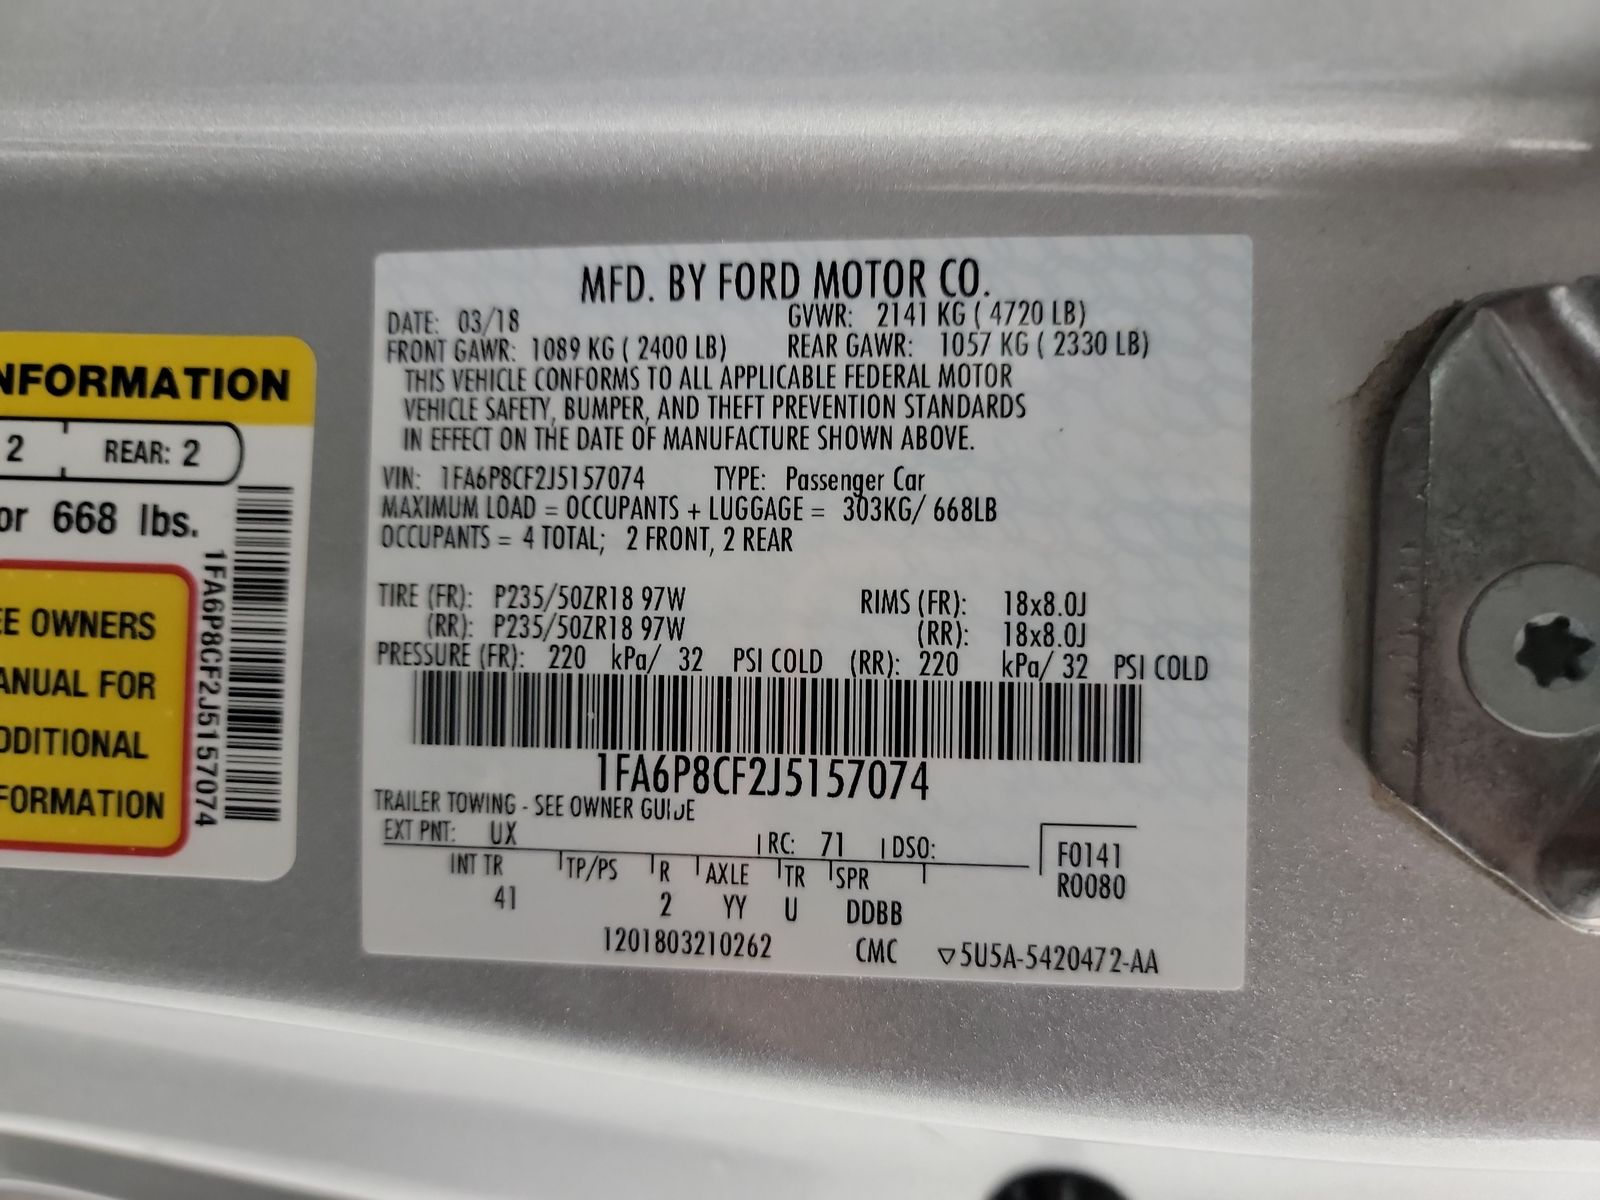 NFORMATION
2 REAR: 2
or 668 lbs.
EE OWNERS
ANUAL FOR
DDITIONAL
FORMATION
1FA6P8CF2J5157074
MFD. BY FORD MOTOR CO.
DATE: 03/18 GVWR: 2141 KG ( 4720 LB)
FRONT GAWR: 1089 KG ( 2400 LB) REAR GAWR: 1057 KG ( 2330 LB)
THIS VEHICLE CONFORMS TO ALL APPLICABLE FEDERAL MOTOR
VEHICLE SAFETY, BUMPER, AND THEFT PREVENTION STANDARDS
IN EFFECT ON THE DATE OF MANUFACTURE SHOWN ABOVE.
VIN: 1FA6P8CF2J5157074 TYPE: Passenger Car
MAXIMUM LOAD = OCCUPANTS + LUGGAGE = 303KG/ 668LB
OCCUPANTS = 4 TOTAL; 2 FRONT, 2 REAR
TIRE (FR): P235/50ZR18 97W RIMS (FR): 18x8.0J
(RR): P235/50ZR18 97W (RR): 18x8.0J
PRESSURE (FR): 220 kPa/ 32 PSI COLD (RR): 220 kPa/ 32 PSI COLD
1FA6P8CF2J5157074
TRAILER TOWING - SEE OWNER GUIDE
EXT PNT: UX RC: 71 DSO: F0141
INT TR TP/PS R AXLE TR SPR R0080
41 2 YY U DDBB
1201803210262 CMC ▽5U5A-5420472-AA